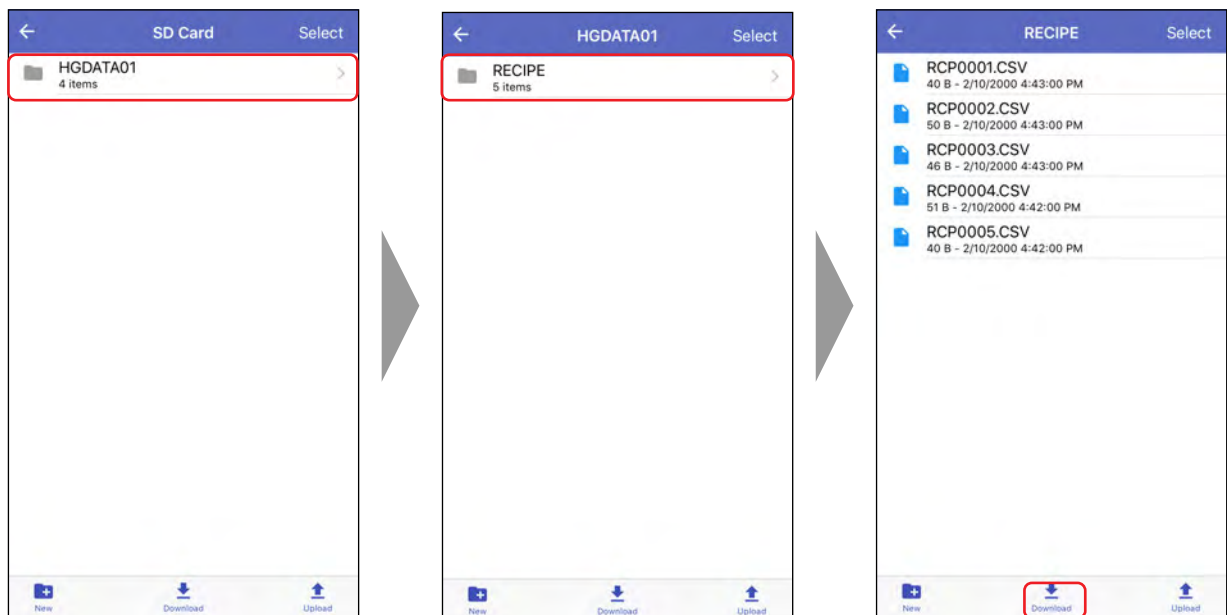 SD Card
Select
HGDATA01
4 items
New
Download
Upload
HGDATA01
Select
RECIPE
5 items
New
Download
Upload
RECIPE
Select
RCP0001.CSV
40 B - 2/10/2000 4:43:00 PM
RCP0002.CSV
50 B - 2/10/2000 4:43:00 PM
RCP0003.CSV
46 B - 2/10/2000 4:43:00 PM
RCP0004.CSV
51 B - 2/10/2000 4:42:00 PM
RCP0005.CSV
40 B - 2/10/2000 4:42:00 PM
New
Download
Upload